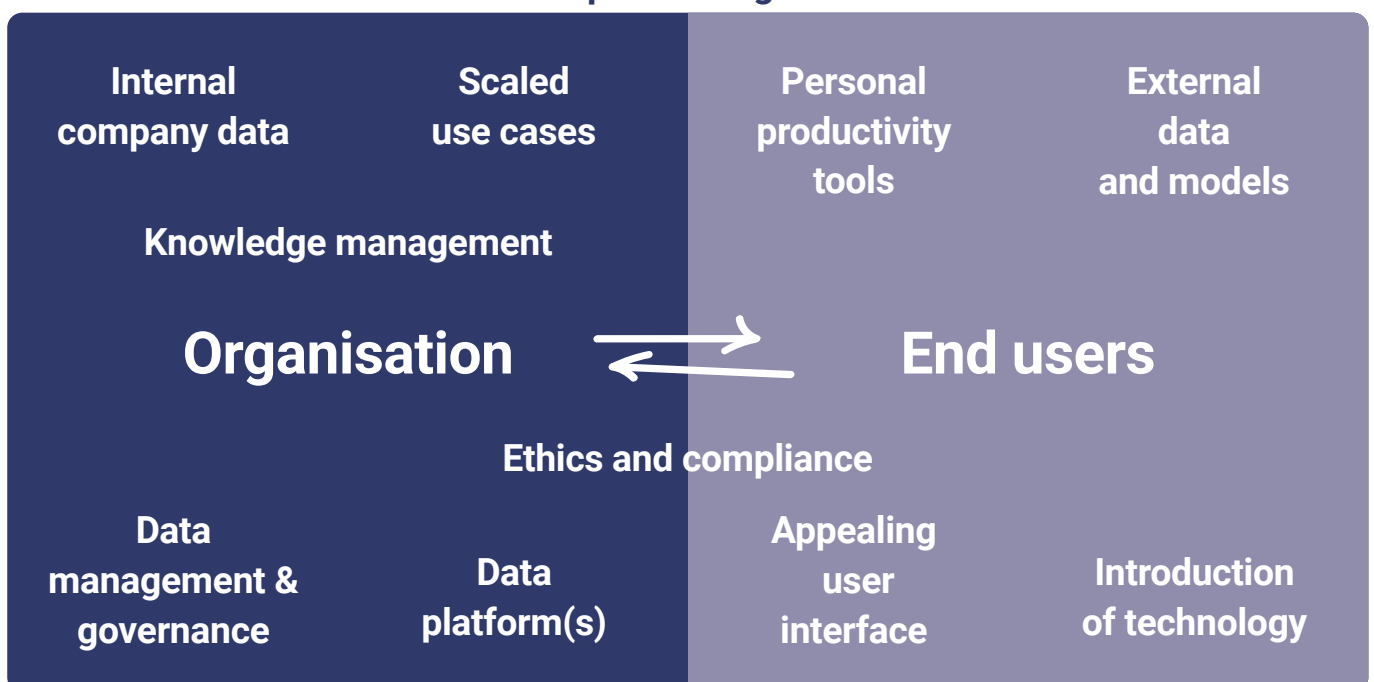 Internal
company data
Scaled
use cases
Personal
productivity
tools
External
data
and models
Knowledge management
Organisation
End users
Ethics and compliance
Data
management &
governance
Data
platform(s)
Appealing
user
interface
Introduction
of technology